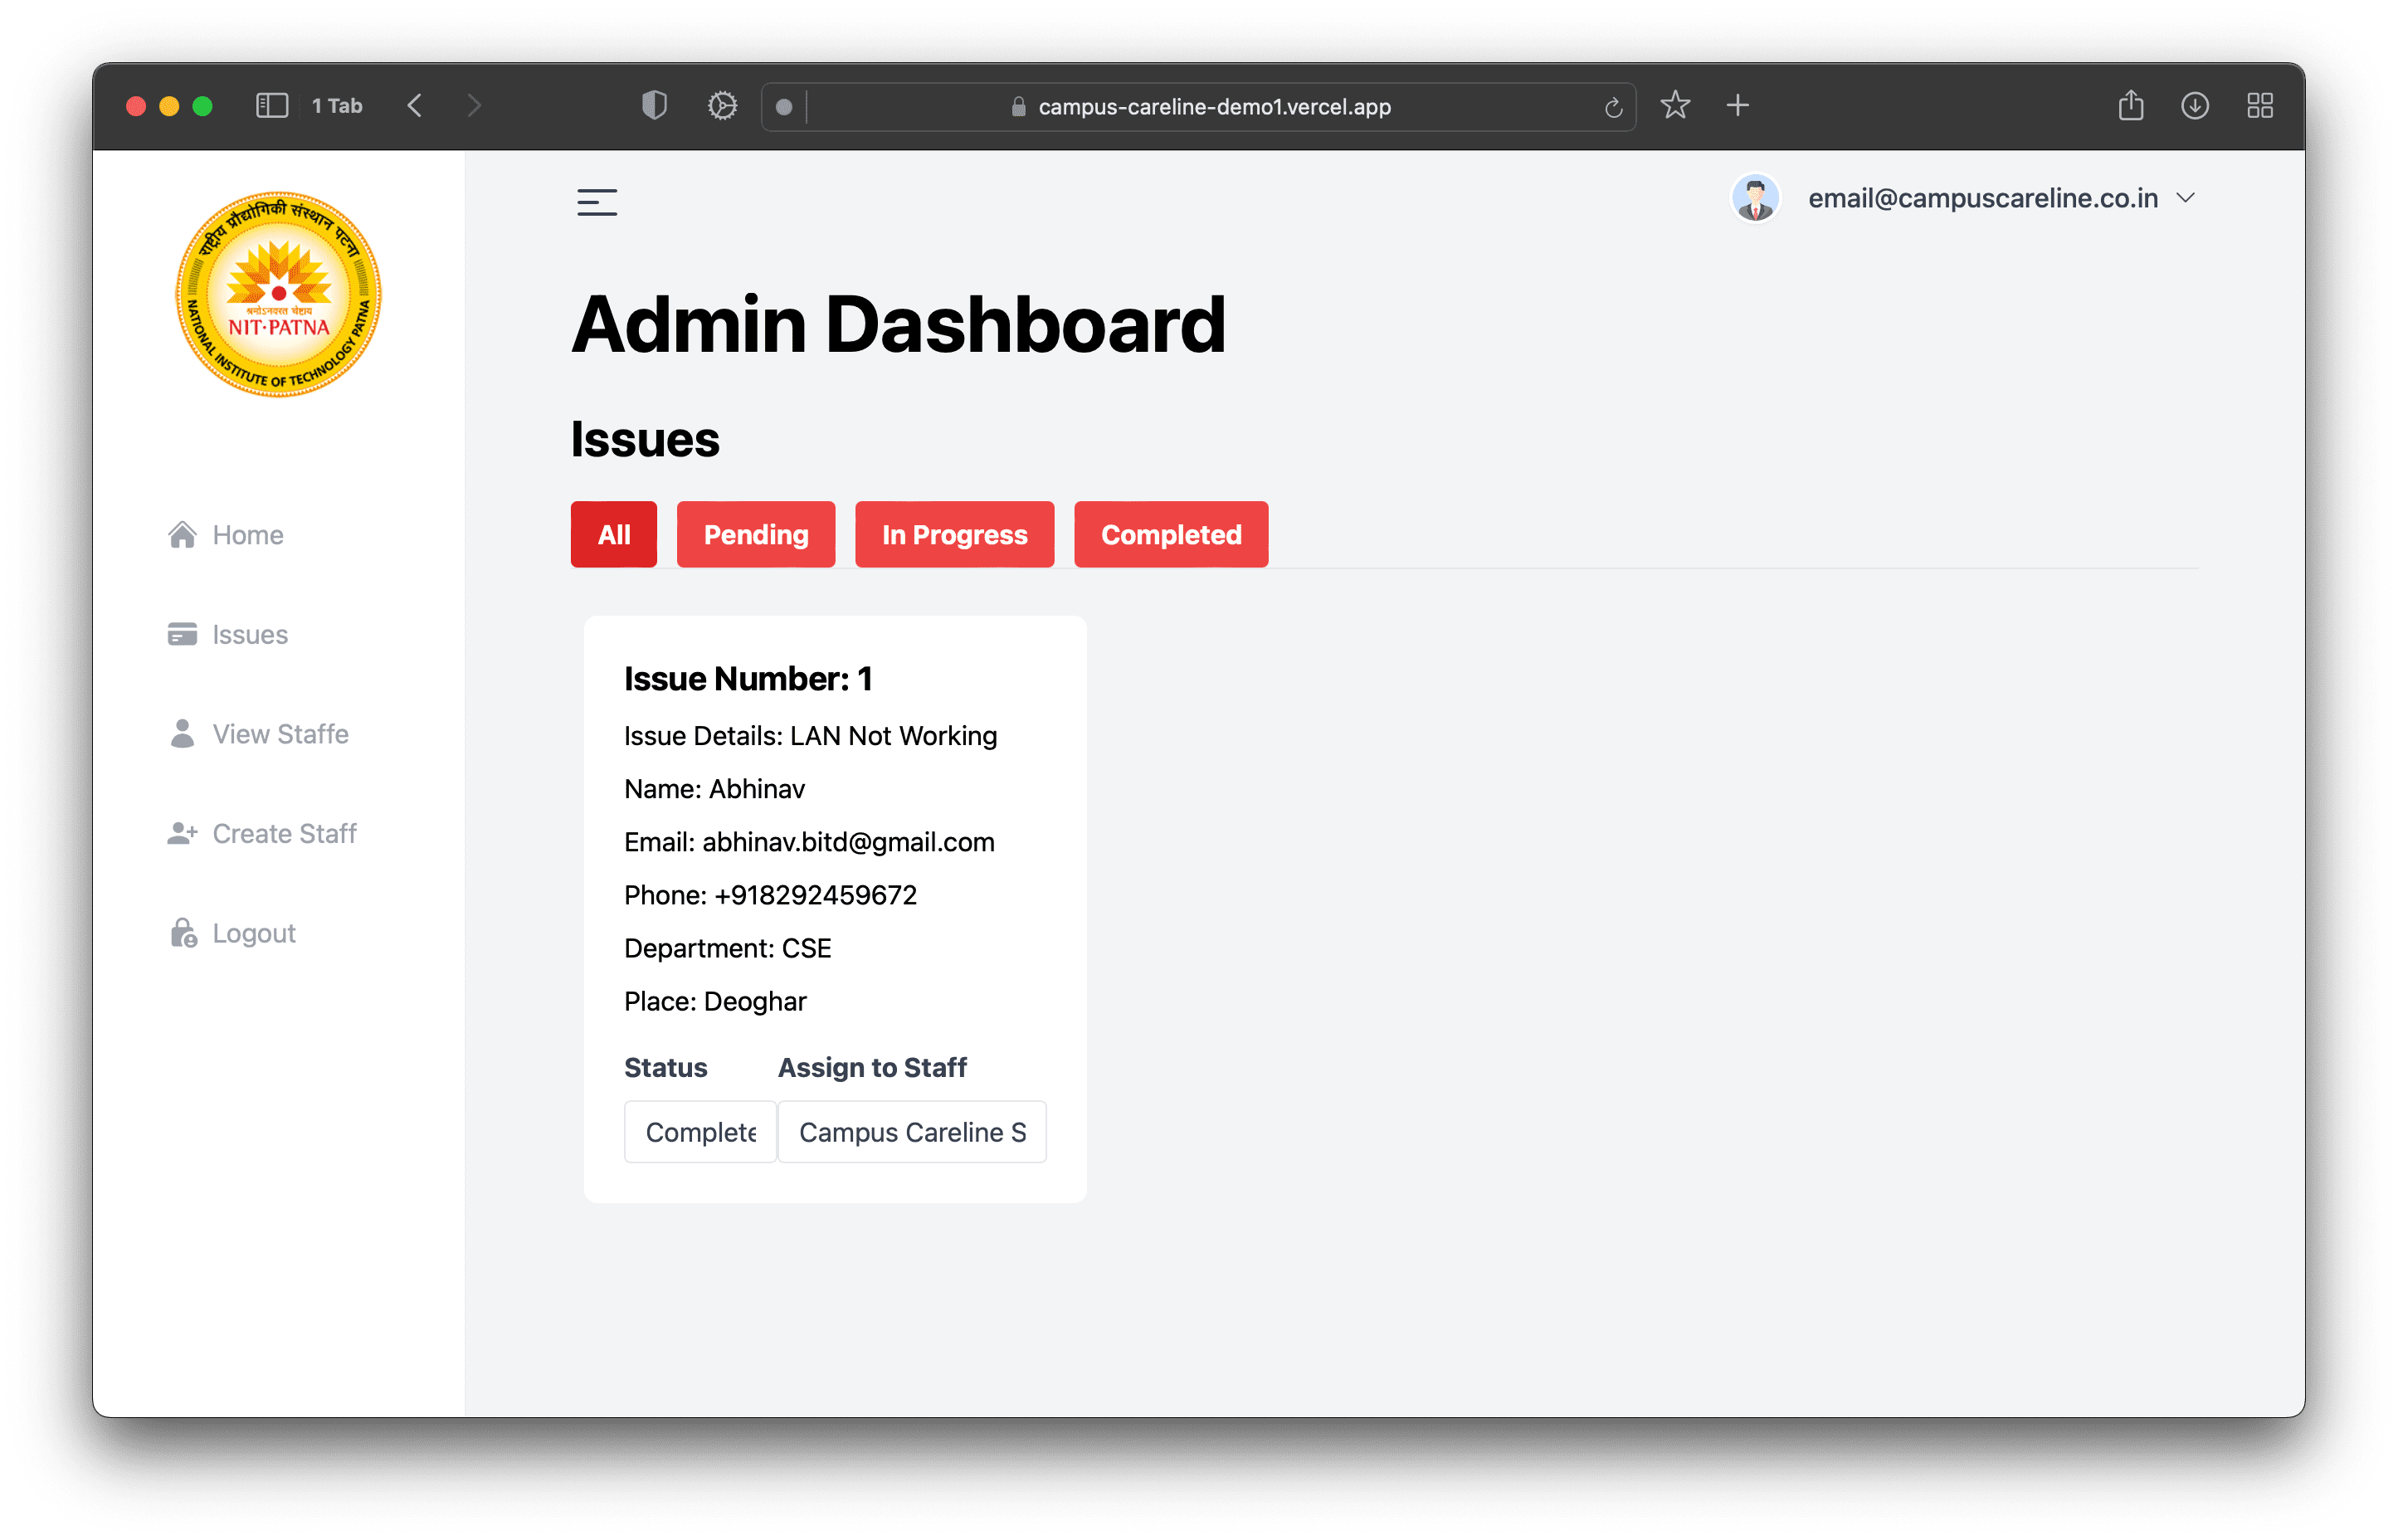 1 Tab
campus-careline-demo1.vercel.app
राष्ट्रीय प्रौद्योगिकी संस्थान पटना
श्रमोऽनवरत चेष्टाय
NIT·PATNA
NATIONAL INSTITUTE OF TECHNOLOGY PATNA
email@campuscareline.co.in
Home
Issues
View Staffe
Create Staff
Logout
Admin Dashboard
Issues
All
Pending
In Progress
Completed
Issue Number: 1
Issue Details: LAN Not Working
Name: Abhinav
Email: abhinav.bitd@gmail.com
Phone: +918292459672
Department: CSE
Place: Deoghar
Status Assign to Staff
Complete Campus Careline S